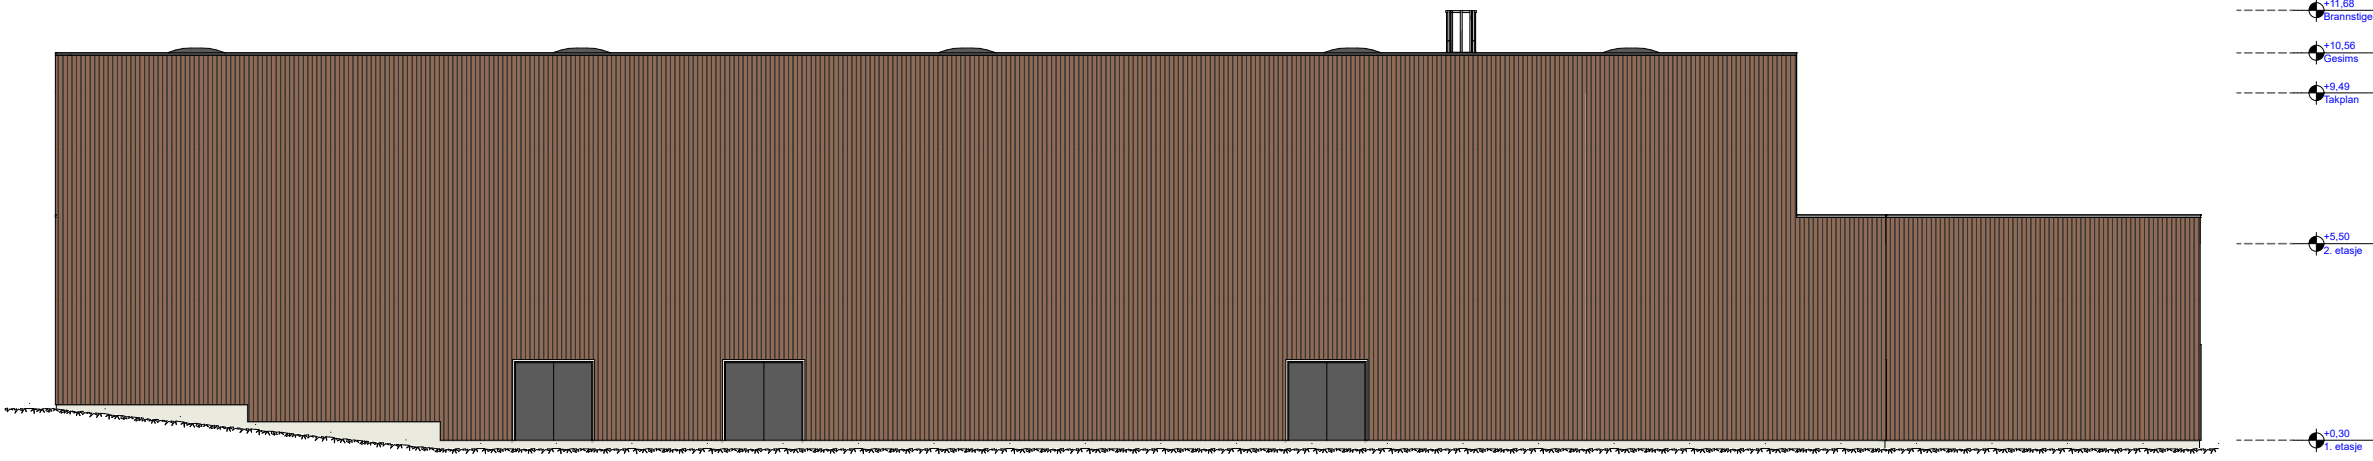 +11,68
Brannstige
+10,56
Gesims
+9,49
Takplan
+5,50
2. etasje
+0,30
1. etasje